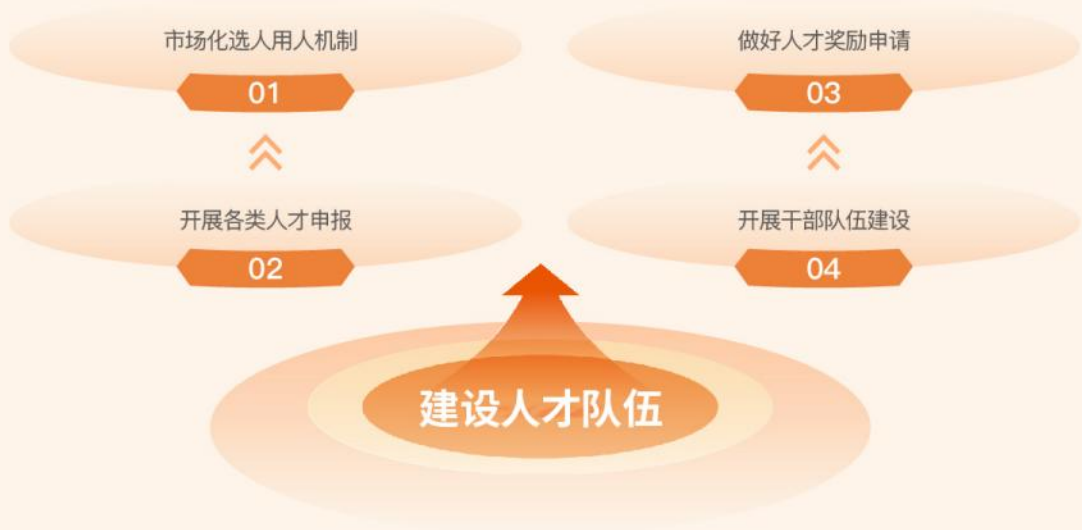 市场化选人用人机制
01
做好人才奖励申请
03
开展各类人才申报
02
开展干部队伍建设
04
建设人才队伍